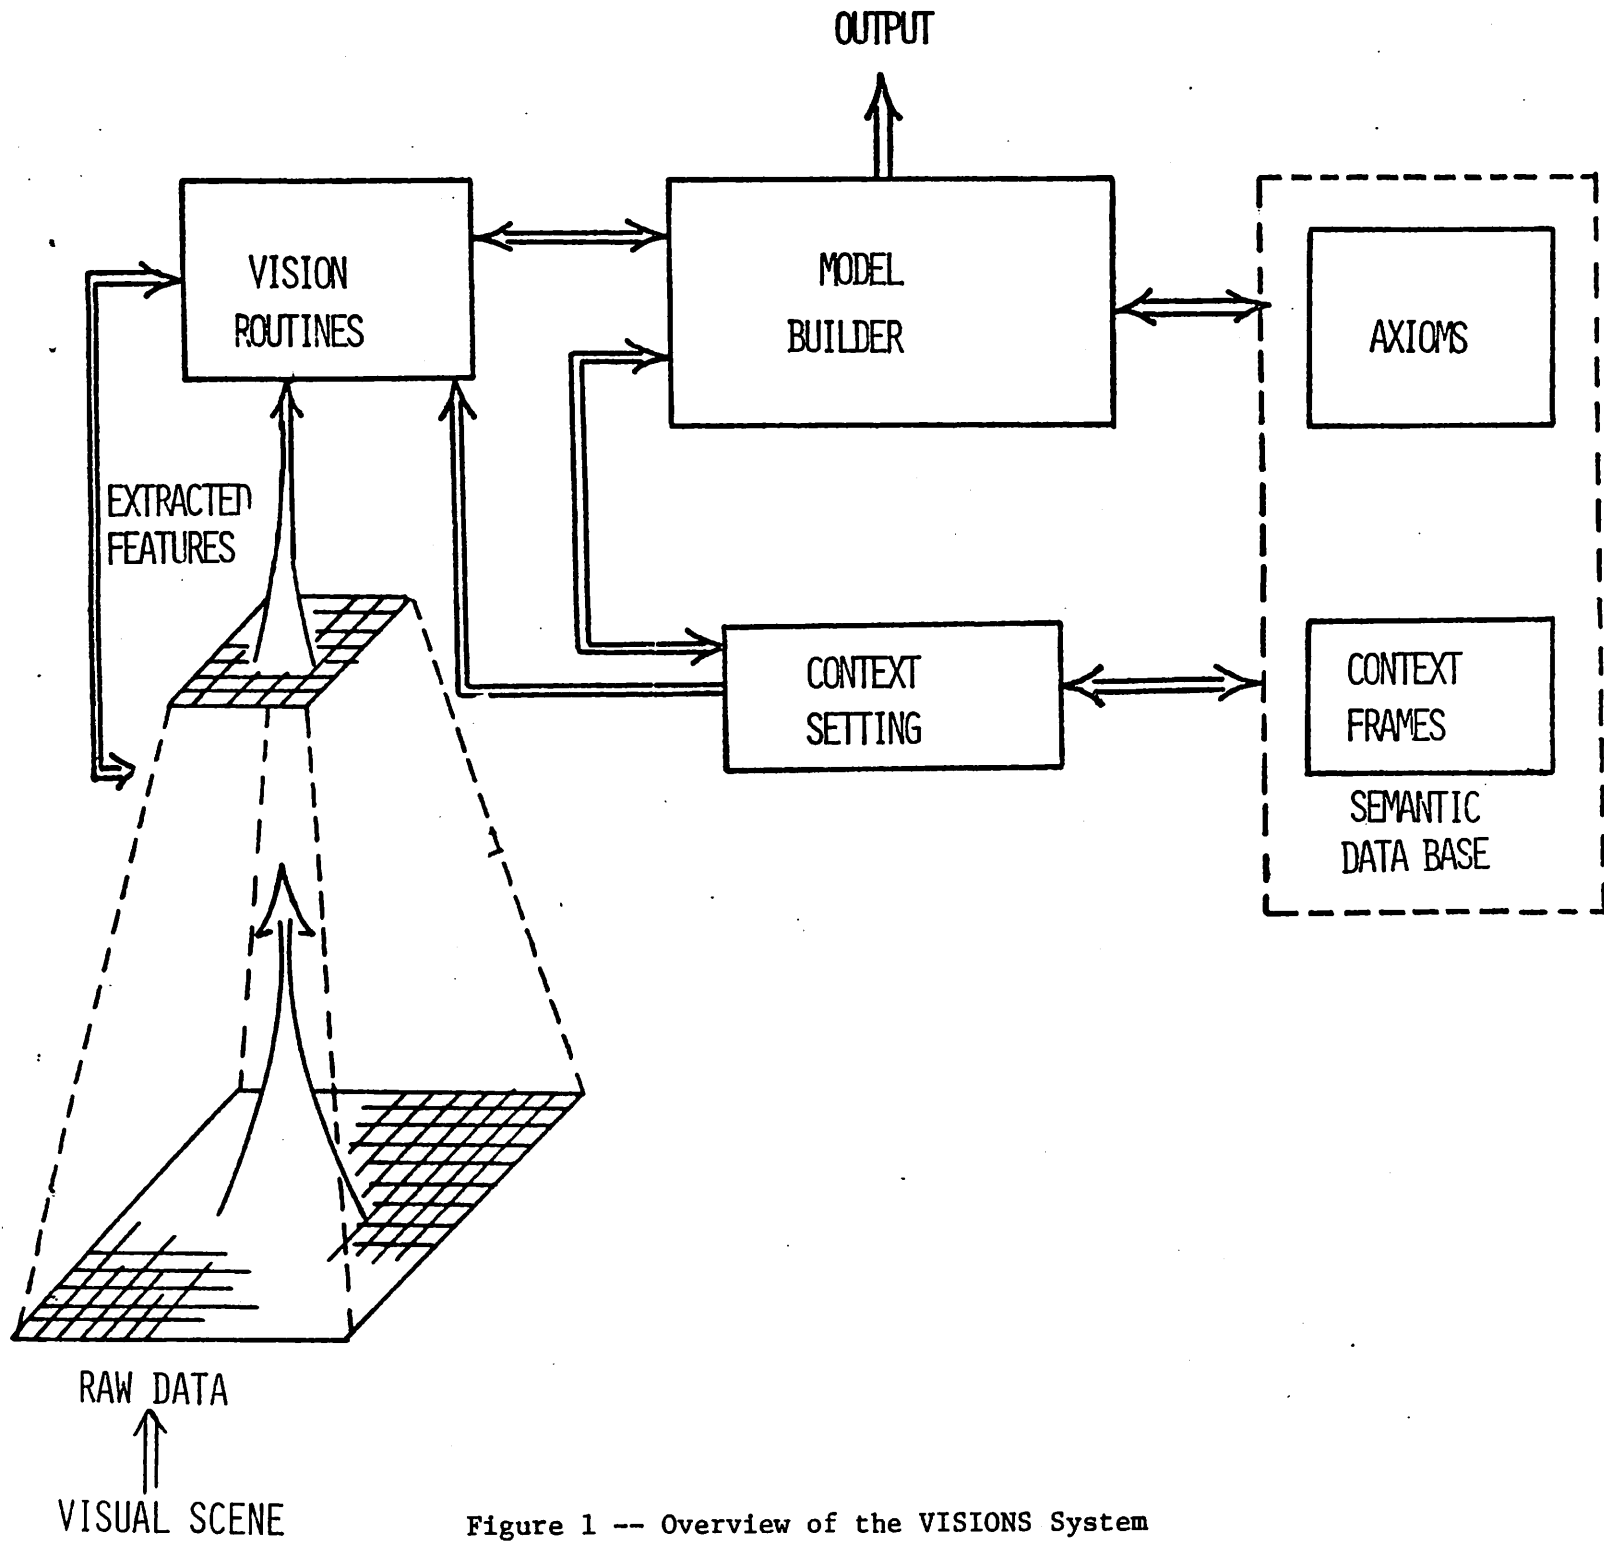 OUTPUT
VISION
ROUTINES
MODEL
BUILDER
AXIOMS
EXTRACTED
FEATURES
CONTEXT
SETTING
CONTEXT
FRAMES
SEMANTIC
DATA BASE
RAW DATA
VISUAL SCENE
Figure 1 -- Overview of the VISIONS System